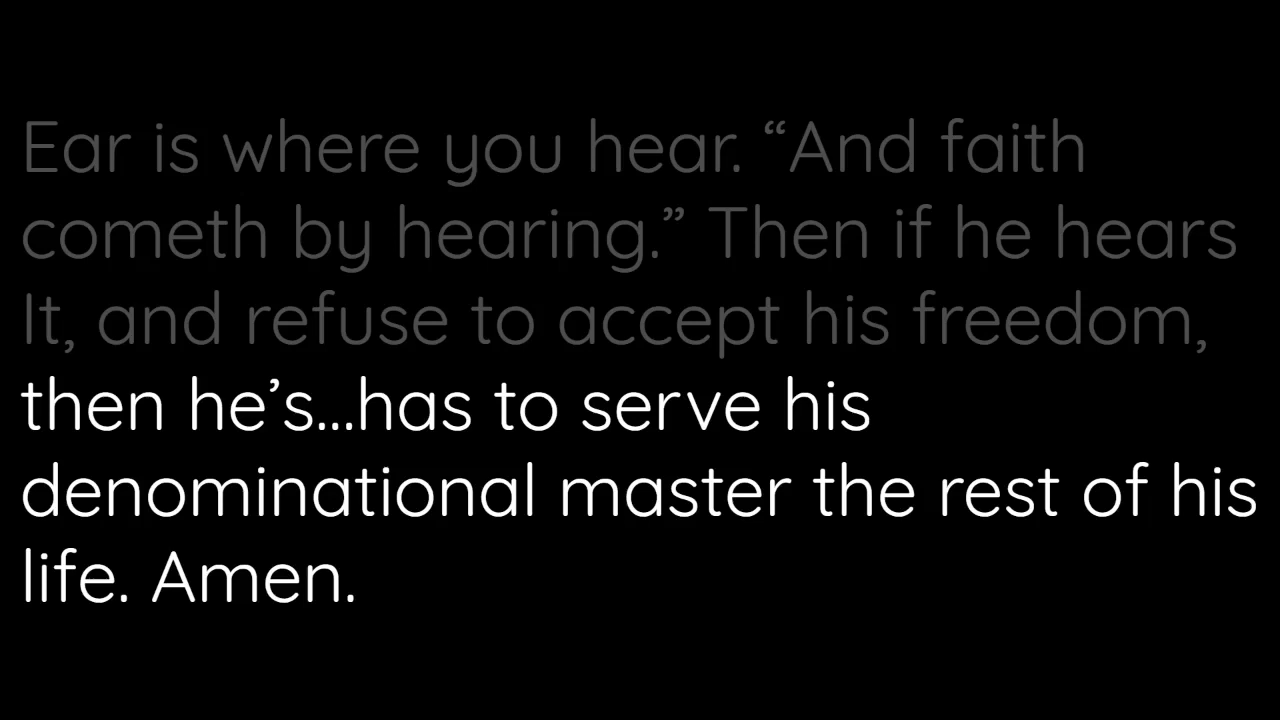 Ear is where you hear. “And faith
cometh by hearing.” Then if he hears
It, and refuse to accept his freedom,
then he’s...has to serve his
denominational master the rest of his
life. Amen.